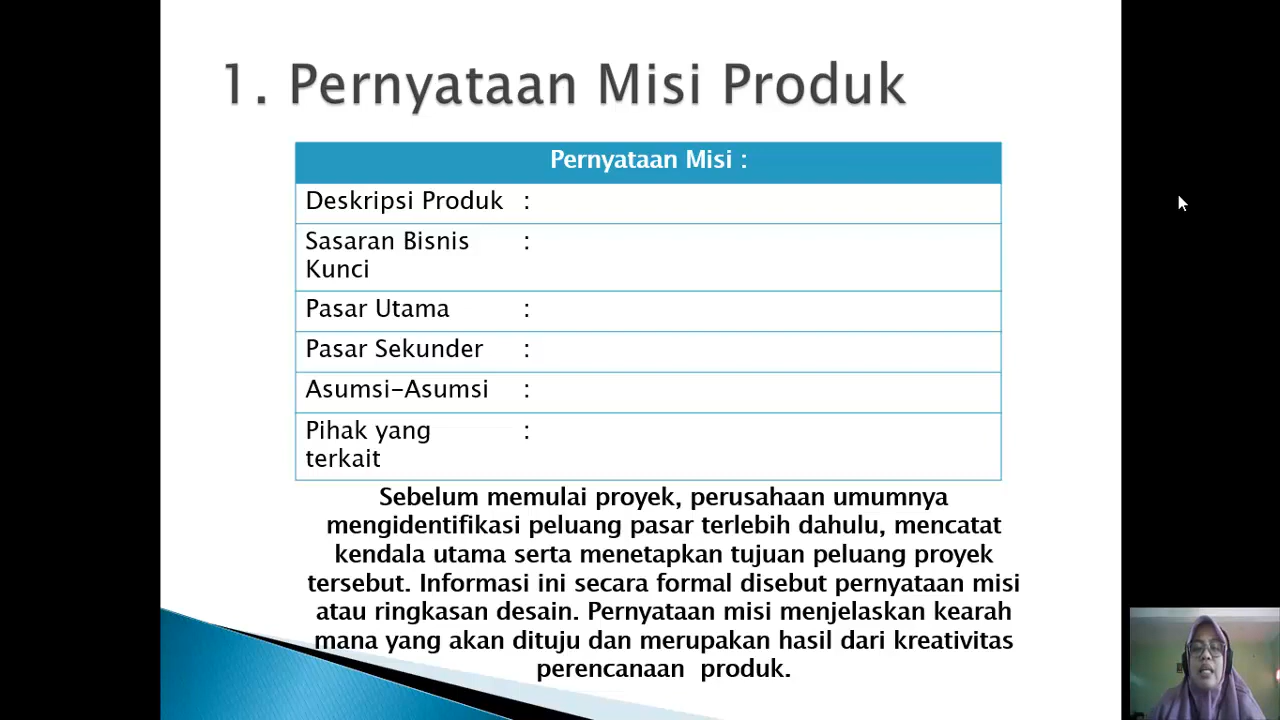 1. Pernyataan Misi Produk
Pernyataan Misi :
Deskripsi Produk :
Sasaran Bisnis :
Kunci
Pasar Utama :
Pasar Sekunder :
Asumsi-Asumsi :
Pihak yang :
terkait
Sebelum memulai proyek, perusahaan umumnya
mengidentifikasi peluang pasar terlebih dahulu, mencatat
kendala utama serta menetapkan tujuan peluang proyek
tersebut. Informasi ini secara formal disebut pernyataan misi
atau ringkasan desain. Pernyataan misi menjelaskan kearah
mana yang akan dituju dan merupakan hasil dari kreativitas
perencanaan produk.